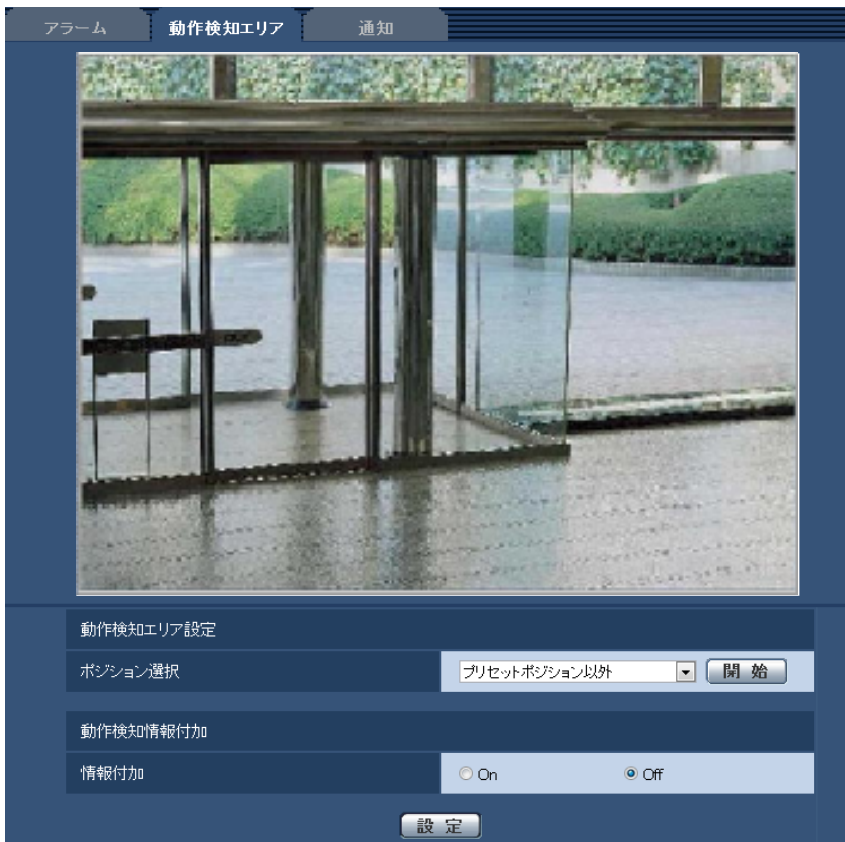 アラーム 動作検知エリア 通知
動作検知エリア設定
ポジション選択 プリセットポジション以外 開 始
動作検知情報付加
情報付加 On Off
設 定